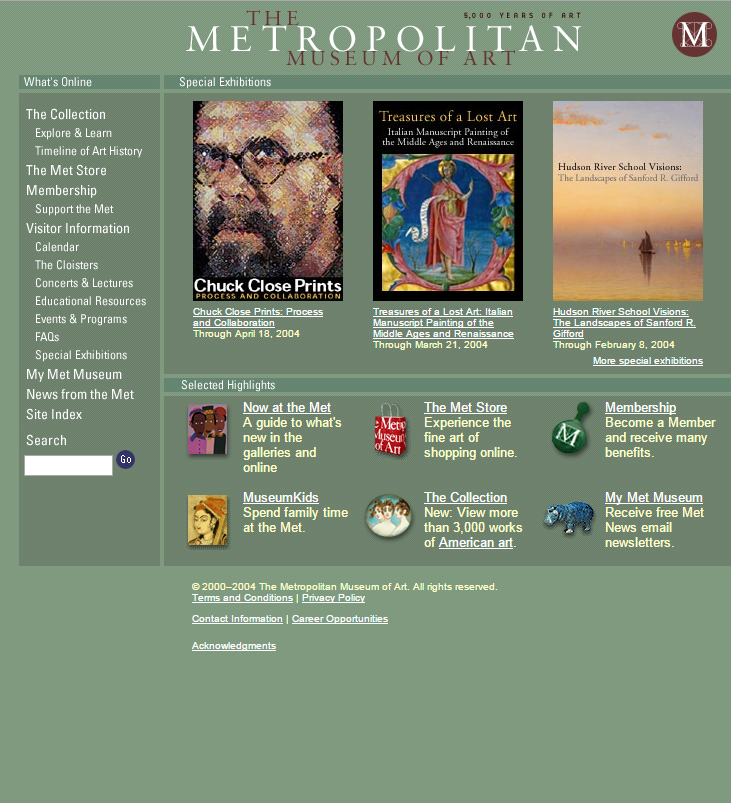 THE
5,000 YEARS OF ART
METROPOLITAN
MUSEUM OF ART
M
What's Online
The Collection
Explore & Learn
Timeline of Art History
The Met Store
Membership
Support the Met
Visitor Information
Calendar
The Cloisters
Concerts & Lectures
Educational Resources
Events & Programs
FAQs
Special Exhibitions
My Met Museum
News from the Met
Site Index
Search
Go
Special Exhibitions
Chuck Close Prints
PROCESS AND COLLABORATION
Chuck Close Prints: Process
and Collaboration
Through April 18, 2004
Treasures of a Lost Art
Italian Manuscript Painting of
the Middle Ages and Renaissance
Treasures of a Lost Art: Italian
Manuscript Painting of the
Middle Ages and Renaissance
Through March 21, 2004
Hudson River School Visions:
The Landscapes of Sanford R. Gifford
Hudson River School Visions:
The Landscapes of Sanford R.
Gifford
Through February 8, 2004
More special exhibitions
Selected Highlights
Now at the Met
A guide to what's
new in the
galleries and
online
e Metro
Museum
of Art
The Met Store
Experience the
fine art of
shopping online.
M
Membership
Become a Member
and receive many
benefits.
MuseumKids
Spend family time
at the Met.
The Collection
New: View more
than 3,000 works
of American art.
My Met Museum
Receive free Met
News email
newsletters.
© 2000–2004 The Metropolitan Museum of Art. All rights reserved.
Terms and Conditions | Privacy Policy
Contact Information | Career Opportunities
Acknowledgments